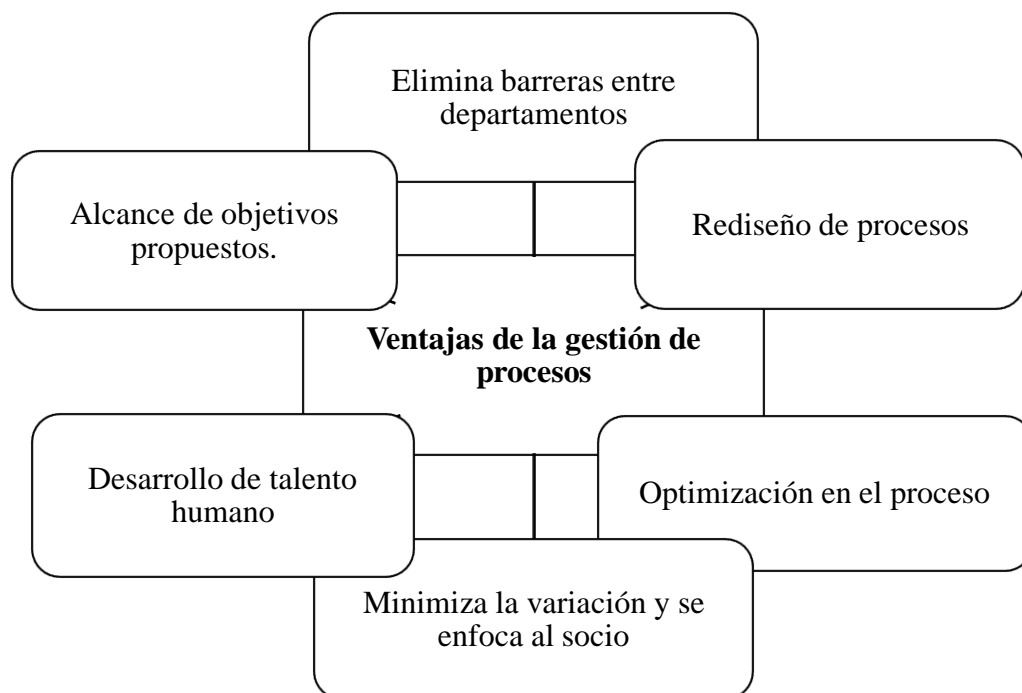 Elimina barreras entre
departamentos
Alcance de objetivos
propuestos.
Rediseño de procesos
Ventajas de la gestión de
procesos
Desarrollo de talento
humano
Optimización en el proceso
Minimiza la variación y se
enfoca al socio